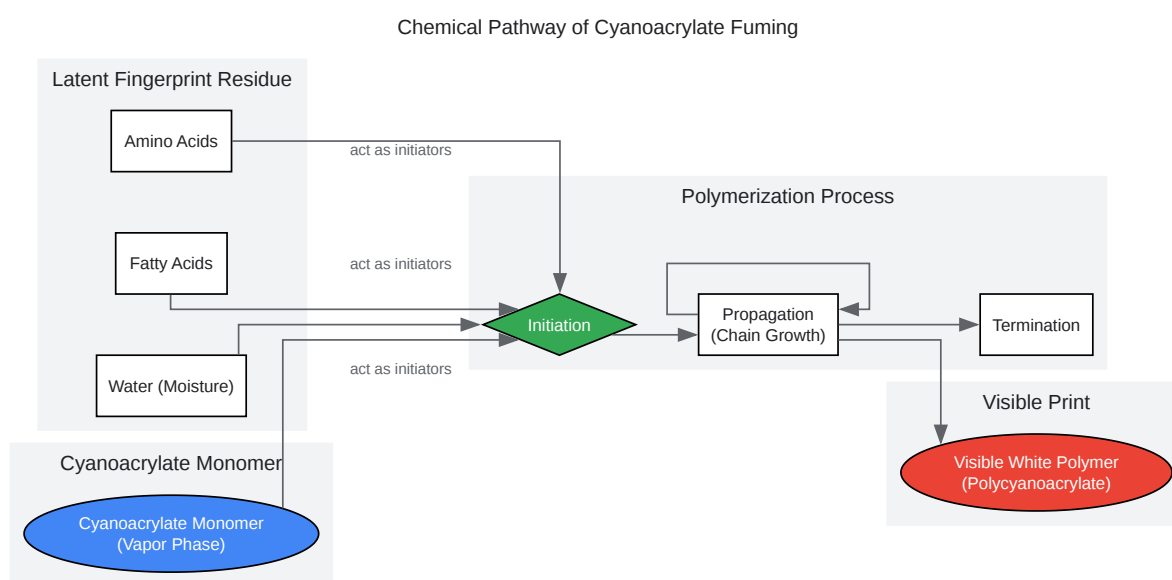 Chemical Pathway of Cyanoacrylate Fuming
Latent Fingerprint Residue
Amino Acids
act as initiators
Polymerization Process
Fatty Acids
act as initiators
Initiation
Propagation
(Chain Growth)
Termination
Water (Moisture)
act as initiators
Visible Print
Cyanoacrylate Monomer
Visible White Polymer
(Polycyanoacrylate)
Cyanoacrylate Monomer
(Vapor Phase)